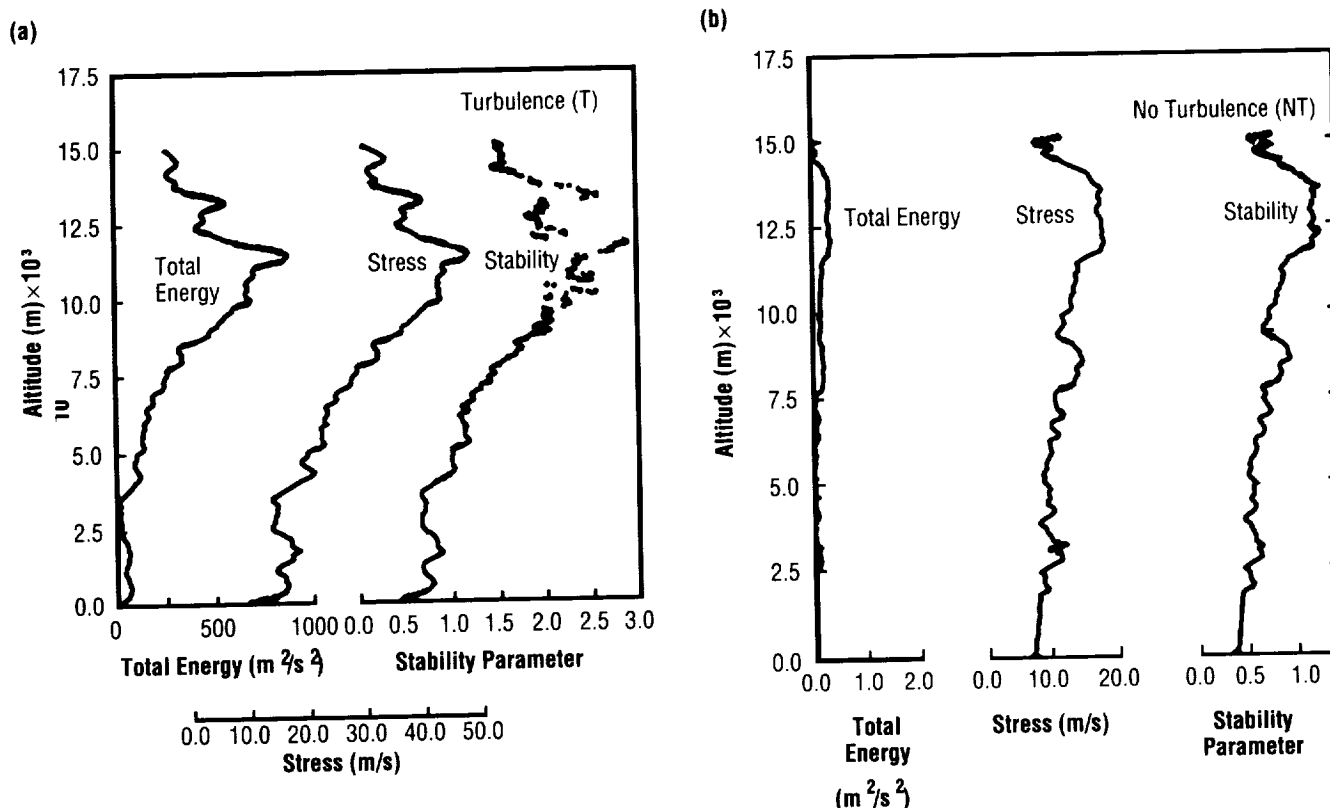 (a)
17.5
Turbulence (T)
15.0
12.5
Total
Energy
Stress
Stability
10.0
7.5
5.0
2.5
0.0
Altitude (m) × 10³
10
0
500
1000
0.0
0.5
1.0
1.5
2.0
2.5
3.0
Total Energy (m²/s²)
Stability Parameter
0.0
10.0
20.0
30.0
40.0
50.0
Stress (m/s)
(b)
17.5
No Turbulence (NT)
15.0
Total Energy
Stress
Stability
12.5
10.0
7.5
5.0
2.5
0.0
Altitude (m) × 10³
0.0
1.0
2.0
0.0
10.0
20.0
0.0
0.5
1.0
Total
Energy
(m²/s²)
Stress (m/s)
Stability
Parameter